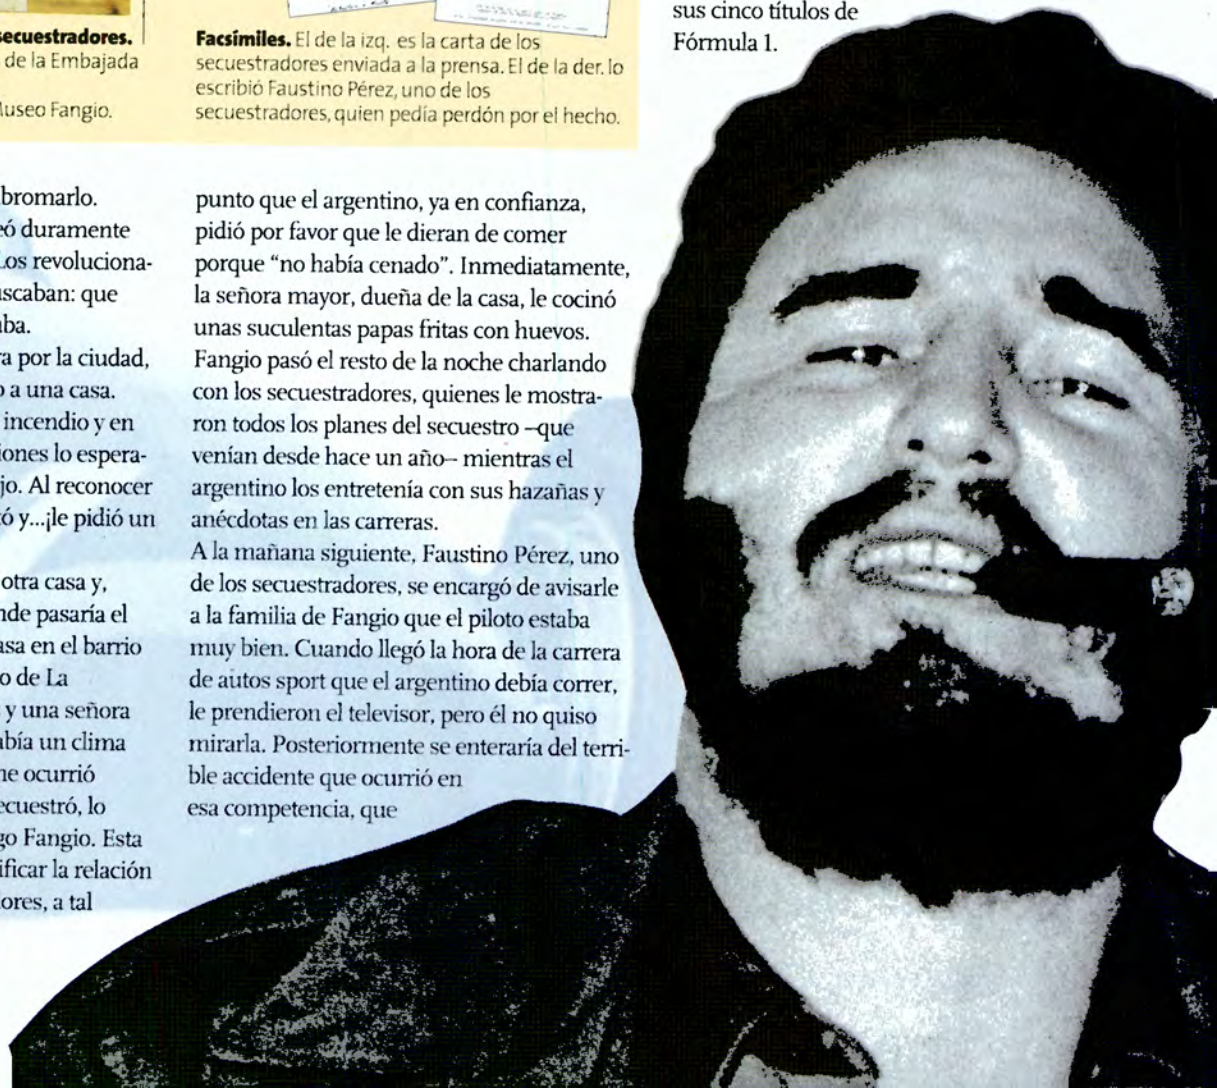 secuestradores.
de la Embajada
Museo Fangio.
Facsímiles. El de la izq. es la carta de los
secuestradores enviada a la prensa. El de la der. lo
escribió Faustino Pérez, uno de los
secuestradores, quien pedía perdón por el hecho.
sus cinco títulos de
Fórmula 1.
bromarlo.
eó duramente
Los revoluciona-
uscaban: que
aba.
ra por la ciudad,
o a una casa.
incendio y en
iones lo espera-
jo. Al reconocer
ó y...¡le pidió un
otra casa y,
nde pasaría el
asa en el barrio
o de La
y una señora
abía un clima
me ocurrió
ecuestró, lo
go Fangio. Esta
ificar la relación
ores, a tal
punto que el argentino, ya en confianza,
pidió por favor que le dieran de comer
porque “no había cenado”. Inmediatamente,
la señora mayor, dueña de la casa, le cocinó
unas suculentas papas fritas con huevos.
Fangio pasó el resto de la noche charlando
con los secuestradores, quienes le mostra-
ron todos los planes del secuestro –que
venían desde hace un año– mientras el
argentino los entretenía con sus hazañas y
anécdotas en las carreras.
A la mañana siguiente, Faustino Pérez, uno
de los secuestradores, se encargó de avisarle
a la familia de Fangio que el piloto estaba
muy bien. Cuando llegó la hora de la carrera
de autos sport que el argentino debía correr,
le prendieron el televisor, pero él no quiso
mirarla. Posteriormente se enteraría del terri-
ble accidente que ocurrió en
esa competencia, que